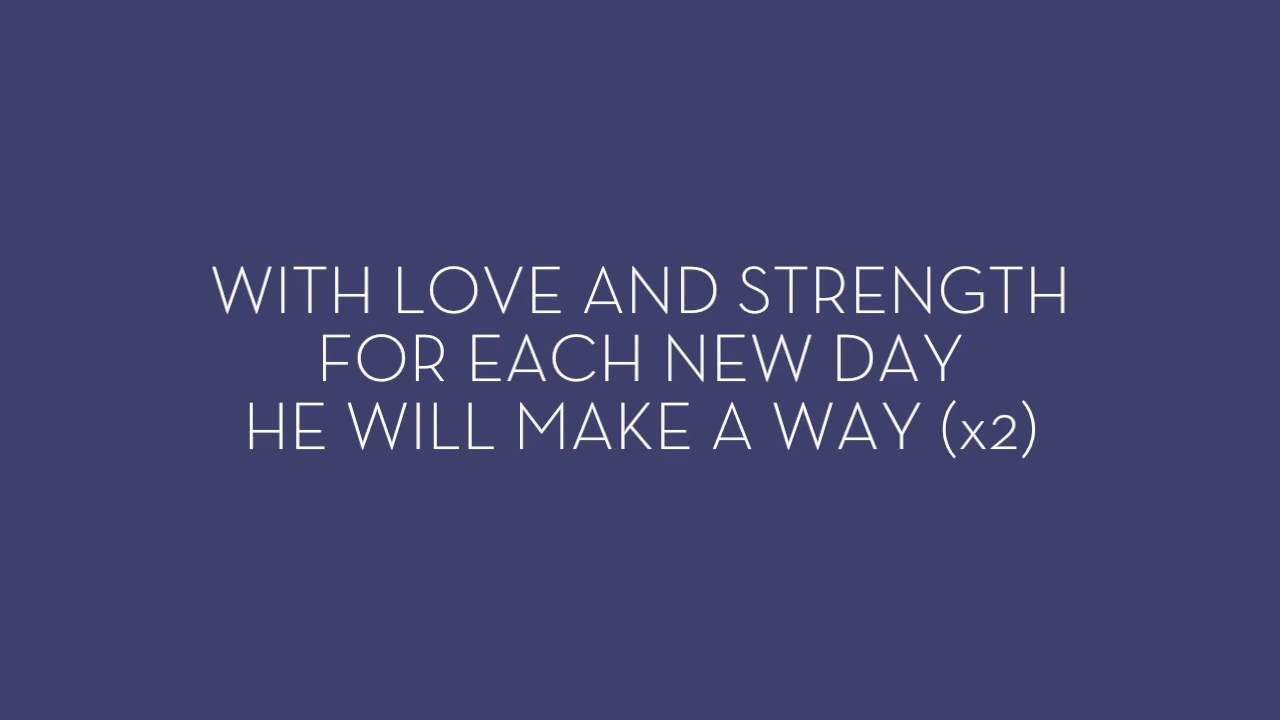 WITH LOVE AND STRENGTH
FOR EACH NEW DAY
HE WILL MAKE A WAY (x2)